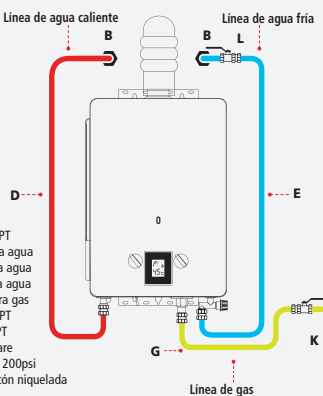 Línea de agua caliente
Línea de agua fría
B
B
L
D
E
45°C
PT
a agua
a agua
a agua
ra gas
PT
PT
are
200psi
tón niquelada
G
K
Línea de gas